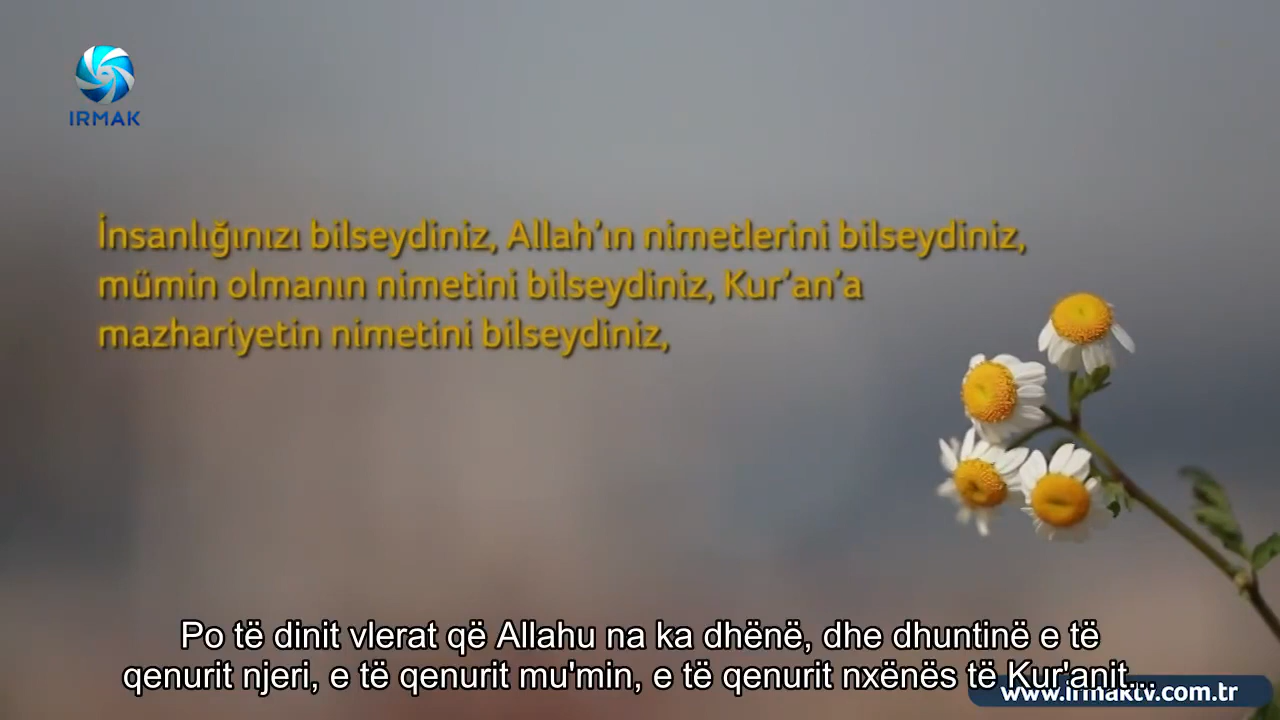 IRMAK
İnsanlığınızı bilseydiniz, Allah'ın nimetlerini bilseydiniz,
mümin olmanın nimetini bilseydiniz, Kur'an'a
mazhariyetin nimetini bilseydiniz,
Po të dinit vlerat që Allahu na ka dhënë, dhe dhuntinë e të
qenurit njeri, e të qenurit mu'min, e të qenurit nxënës të Kur'anit...
www.irmaktv.com.tr